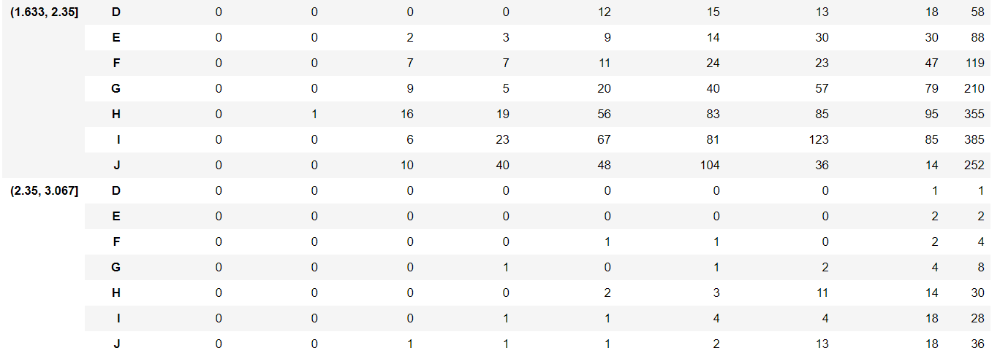 (1.633, 2.35] D 0 0 0 0 12 15 13 18 58
E 0 0 2 3 9 14 30 30 88
F 0 0 7 7 11 24 23 47 119
G 0 0 9 5 20 40 57 79 210
H 0 1 16 19 56 83 85 95 355
I 0 0 6 23 67 81 123 85 385
J 0 0 10 40 48 104 36 14 252
(2.35, 3.067] D 0 0 0 0 0 0 0 1 1
E 0 0 0 0 0 0 0 2 2
F 0 0 0 0 1 1 0 2 4
G 0 0 0 1 0 1 2 4 8
H 0 0 0 0 2 3 11 14 30
I 0 0 0 1 1 4 4 18 28
J 0 0 1 1 1 2 13 18 36